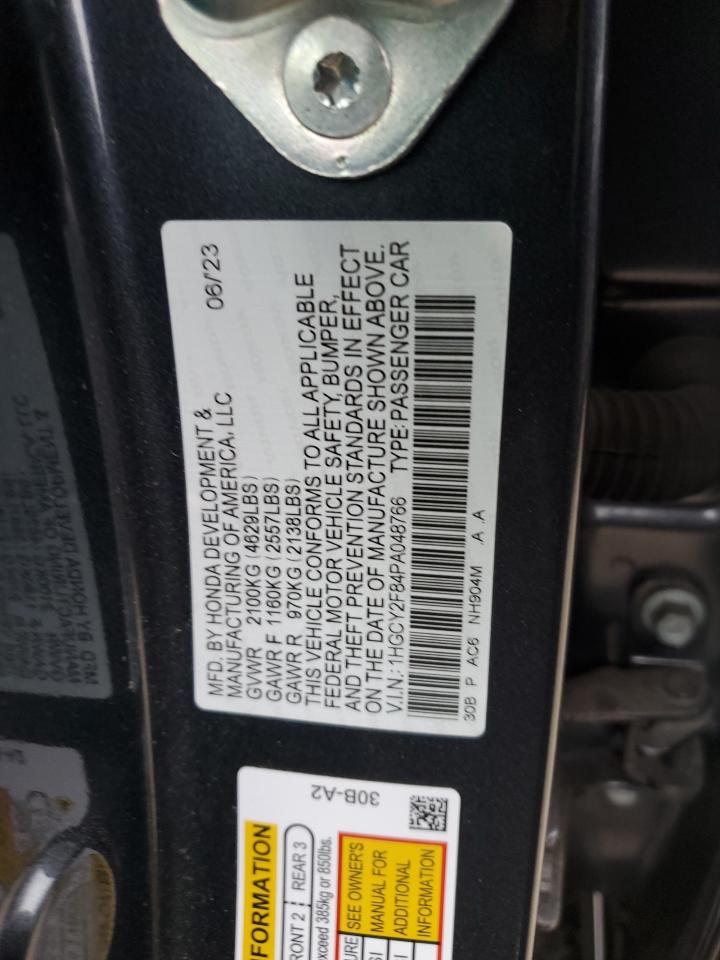 MFD. BY HONDA DEVELOPMENT &
MANUFACTURING OF AMERICA, LLC 06/'23
GVWR 2100KG (4629LBS)
GAWR F 1160KG (2557LBS)
GAWR R 970KG (2138LBS)
THIS VEHICLE CONFORMS TO ALL APPLICABLE
FEDERAL MOTOR VEHICLE SAFETY, BUMPER,
AND THEFT PREVENTION STANDARDS IN EFFECT
ON THE DATE OF MANUFACTURE SHOWN ABOVE.
V.I.N.: 1HGCY2F84PA048766 TYPE: PASSENGER CAR
30B P AC6 NH904M .A .A
30B-A2
FORMATION
RONT 2 REAR 3
xceed 385kg or 850lbs.
URE SEE OWNER'S
MANUAL FOR
ADDITIONAL
INFORMATION